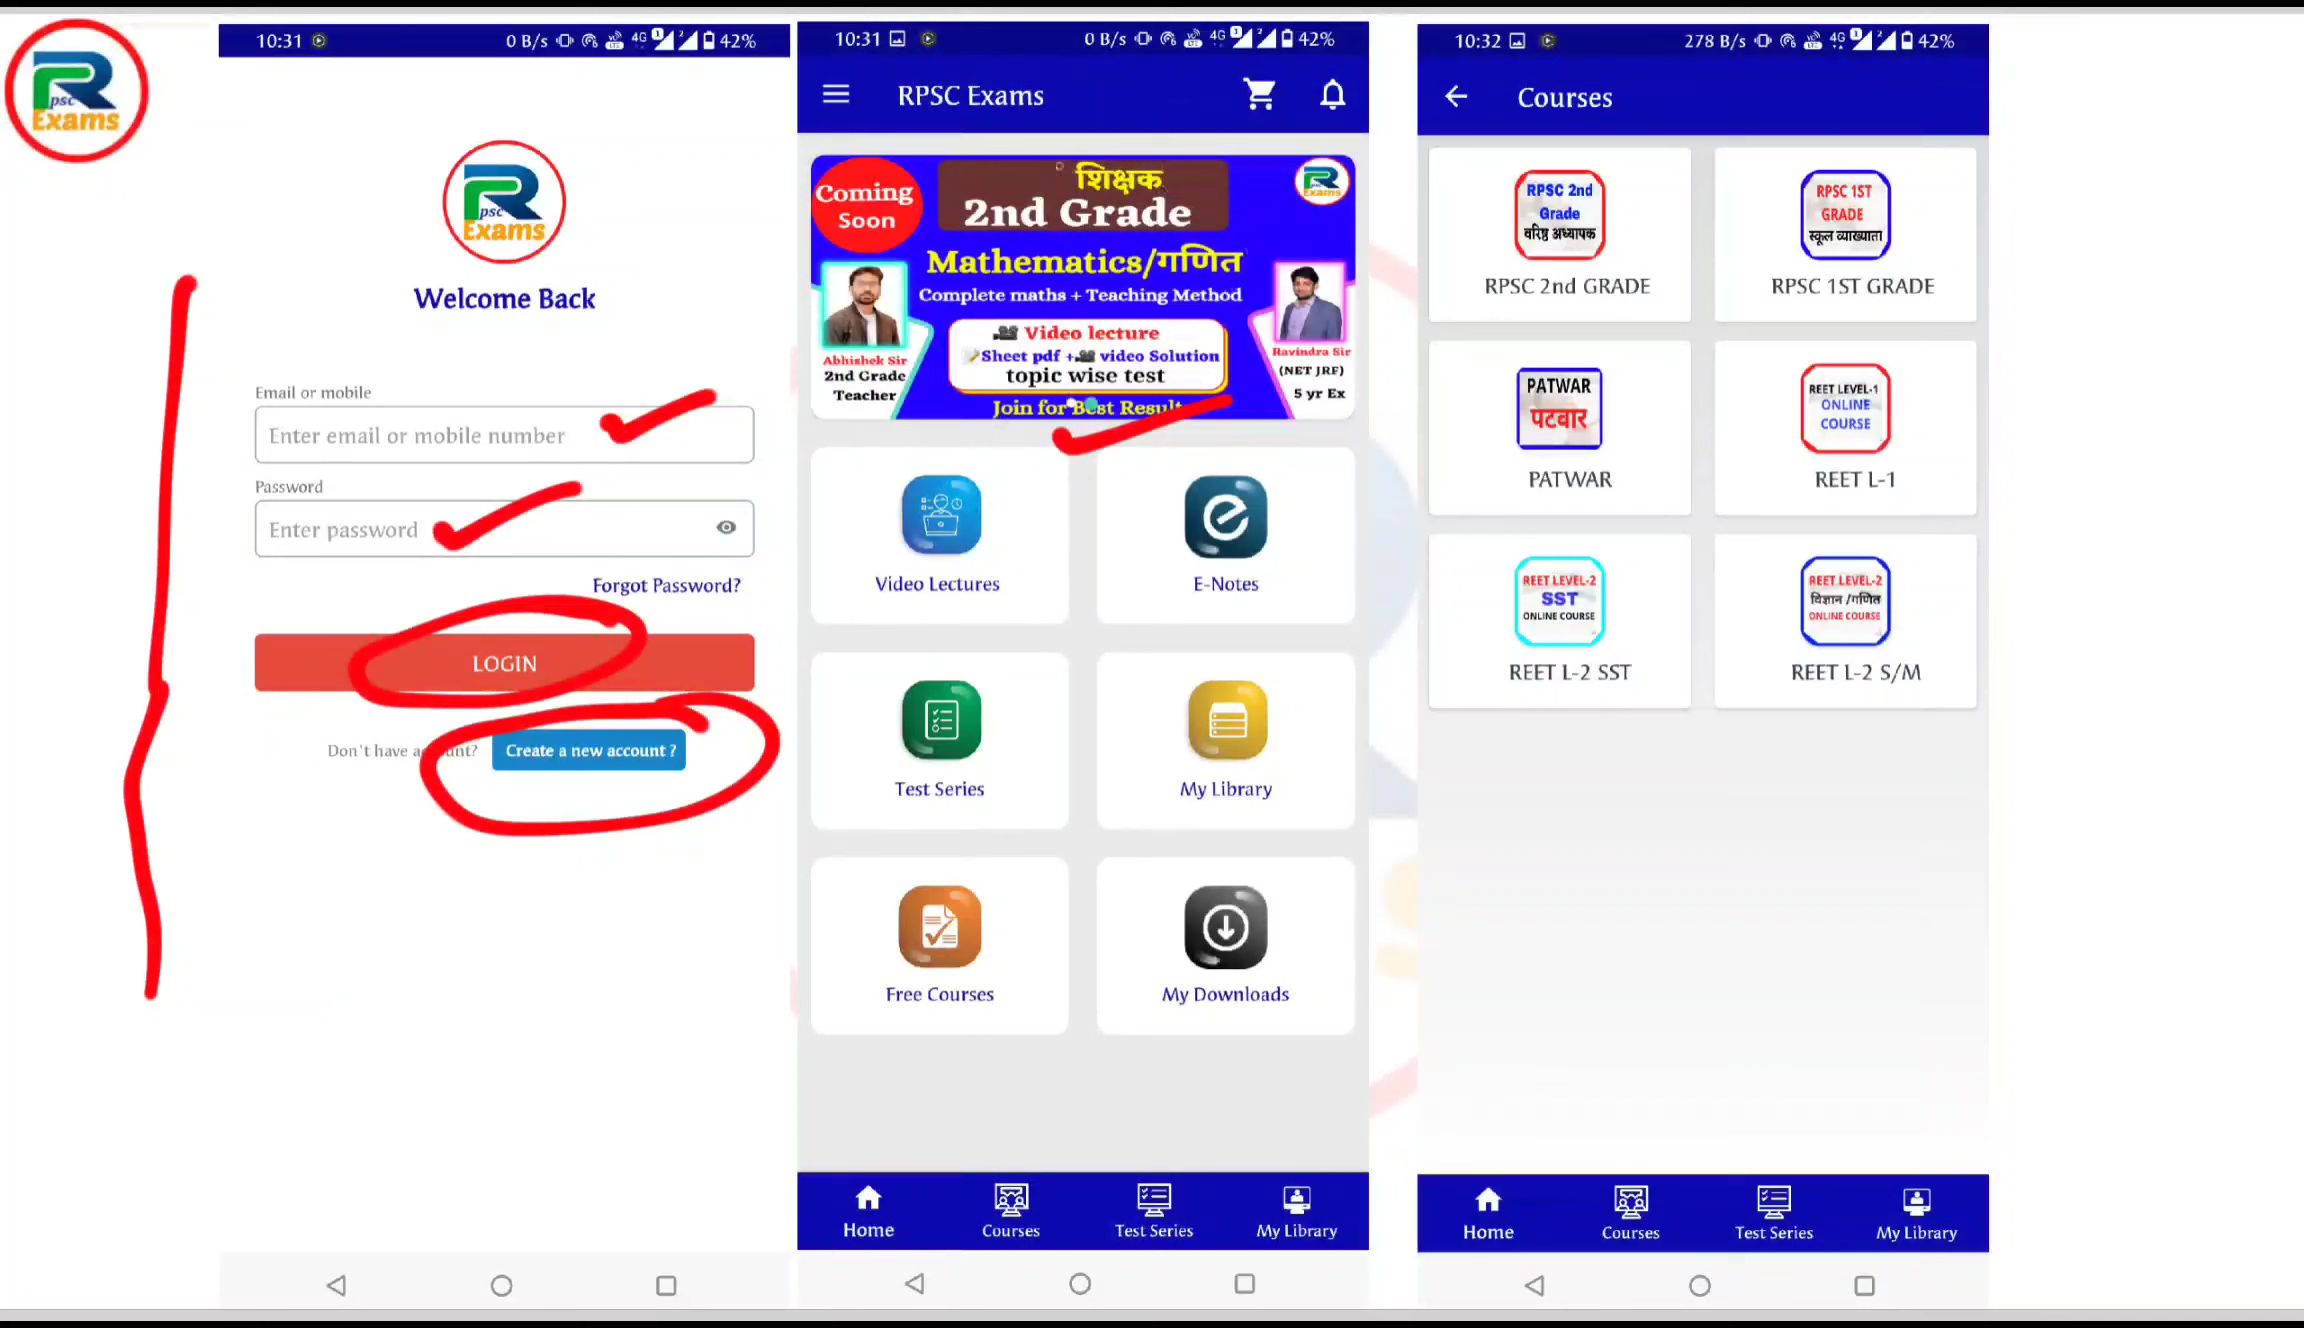 Rpsc
Exams
10:31
0 B/s
4G
42%
Rpsc
Exams
Welcome Back
Email or mobile
Enter email or mobile number
Password
Enter password
Forgot Password?
LOGIN
Don't have account?
Create a new account ?
10:31
0 B/s
4G
42%
RPSC Exams
Coming
Soon
शिक्षक
2nd Grade
Exams
Mathematics/गणित
Complete maths + Teaching Method
Video lecture
Sheet pdf + video Solution
topic wise test
Join for Best Result
Abhishek Sir
2nd Grade
Teacher
Ravindra Sir
(NET JRF)
5 yr Ex
Video Lectures
E-Notes
Test Series
My Library
Free Courses
My Downloads
Home
Courses
Test Series
My Library
10:32
278 B/s
4G
42%
Courses
RPSC 2nd
Grade
वरिष्ठ अध्यापक
RPSC 2nd GRADE
RPSC 1ST
GRADE
स्कूल व्याख्याता
RPSC 1ST GRADE
PATWAR
पटवार
PATWAR
REET LEVEL-1
ONLINE
COURSE
REET L-1
REET LEVEL-2
SST
ONLINE COURSE
REET L-2 SST
REET LEVEL-2
विज्ञान /गणित
ONLINE COURSE
REET L-2 S/M
Home
Courses
Test Series
My Library